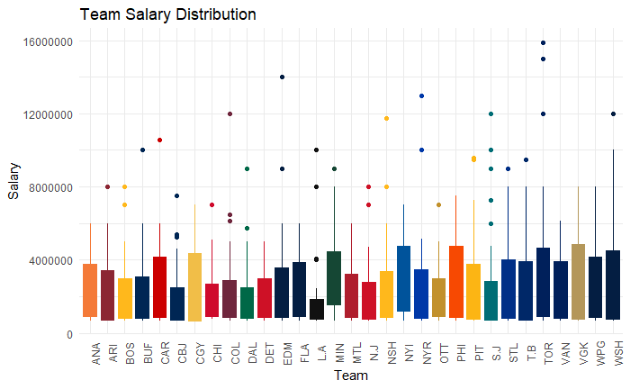 Team Salary Distribution
16000000
12000000
8000000
4000000
0
Salary
ANA ARI BOS BUF CAR CBJ CGY CHI COL DAL DET EDM FLA L.A MIN MTL N.J NSH NYI NYR OTT PHI PIT S.J STL T.B TOR VAN VGK WPG WSH
Team